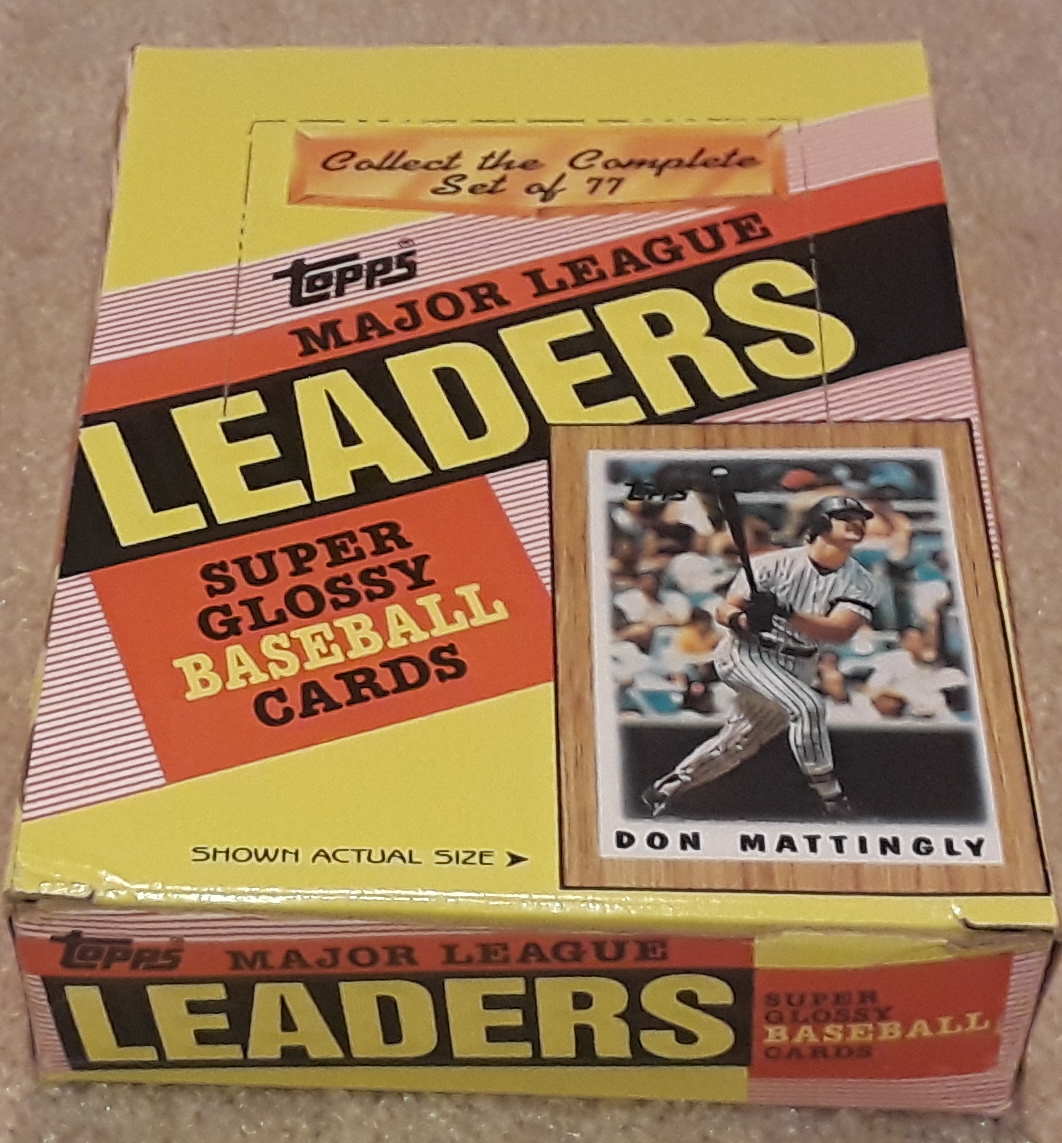 Collect the Complete
Set of 77
Topps®
MAJOR LEAGUE
LEADERS
SUPER
GLOSSY
BASEBALL
CARDS
Topps
DON MATTINGLY
SHOWN ACTUAL SIZE
Topps
MAJOR LEAGUE
LEADERS
SUPER
GLOSSY
BASEBALL
CARDS